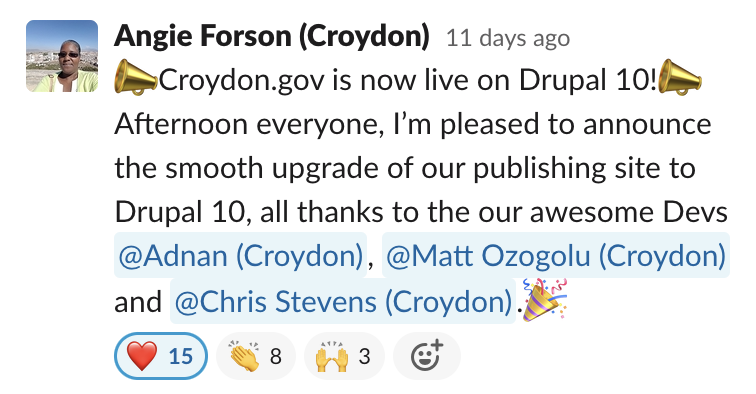 Angie Forson (Croydon) 11 days ago
📣Croydon.gov is now live on Drupal 10!📣
Afternoon everyone, I'm pleased to announce
the smooth upgrade of our publishing site to
Drupal 10, all thanks to the our awesome Devs
@Adnan (Croydon), @Matt Ozogolu (Croydon)
and @Chris Stevens (Croydon).🎉
❤️ 15 👏 8 🙌 3